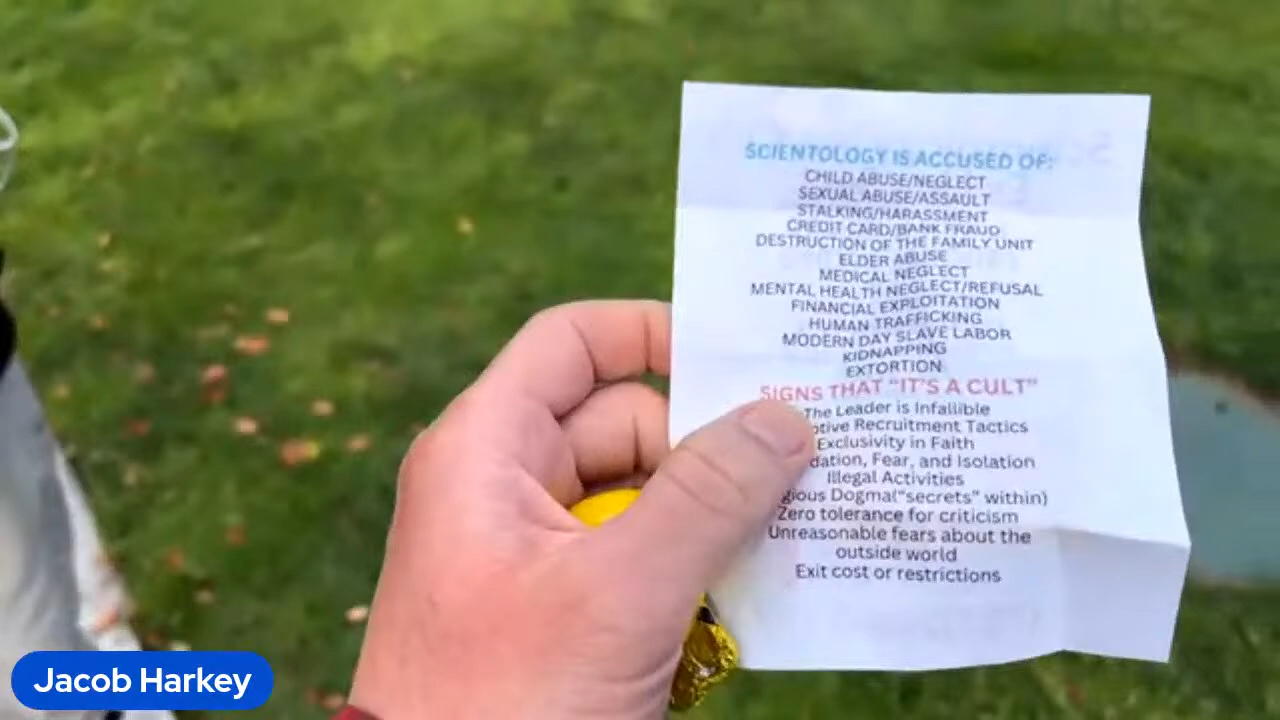 SCIENTOLOGY IS ACCUSED OF:
CHILD ABUSE/NEGLECT
SEXUAL ABUSE/ASSAULT
STALKING/HARASSMENT
CREDIT CARD/BANK FRAUD
DESTRUCTION OF THE FAMILY UNIT
ELDER ABUSE
MEDICAL NEGLECT
MENTAL HEALTH NEGLECT/REFUSAL
FINANCIAL EXPLOITATION
HUMAN TRAFFICKING
MODERN DAY SLAVE LABOR
KIDNAPPING
EXTORTION
SIGNS THAT "IT'S A CULT"
The Leader is Infallible
Recruitment Tactics
Exclusivity in Faith
Fear, and Isolation
Illegal Activities
Dogma("secrets" within)
Zero tolerance for criticism
Unreasonable fears about the
outside world
Exit cost or restrictions
Jacob Harkey